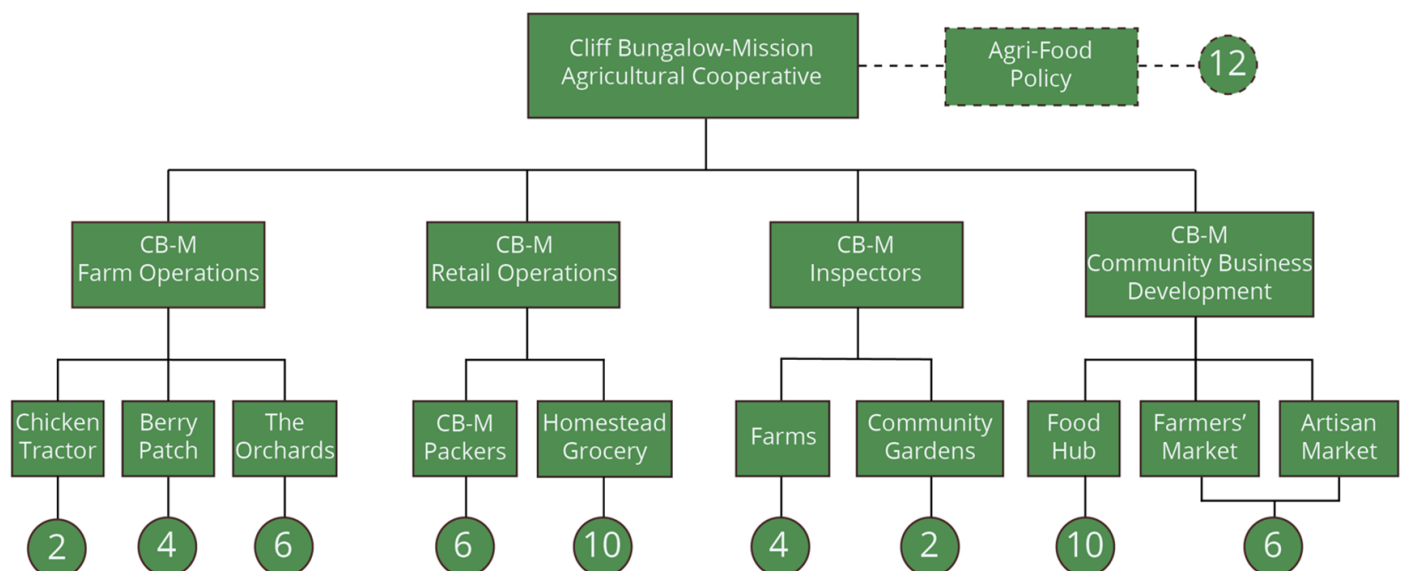 Cliff Bungalow-Mission
Agricultural Cooperative
Agri-Food
Policy
12
CB-M
Farm Operations
CB-M
Retail Operations
CB-M
Inspectors
CB-M
Community Business
Development
Chicken
Tractor
Berry
Patch
The
Orchards
CB-M
Packers
Homestead
Grocery
Farms
Community
Gardens
Food
Hub
Farmers’
Market
Artisan
Market
2
4
6
6
10
4
2
10
6